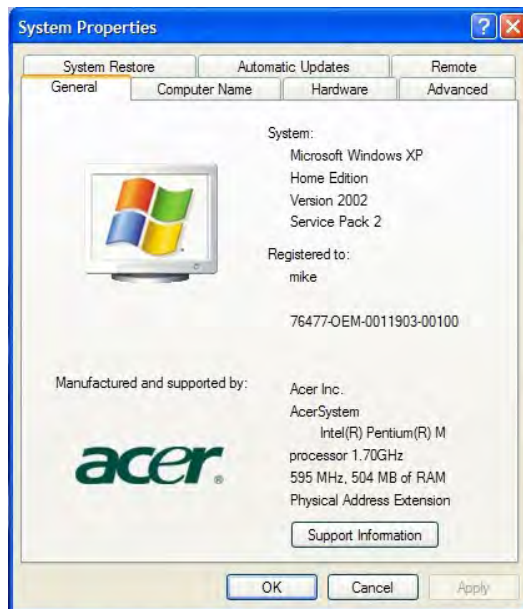 System Properties
System Restore Automatic Updates Remote
General Computer Name Hardware Advanced
System:
Microsoft Windows XP
Home Edition
Version 2002
Service Pack 2
Registered to:
mike
76477-OEM-0011903-00100
Manufactured and supported by:
Acer Inc.
AcerSystem
Intel(R) Pentium(R) M
processor 1.70GHz
595 MHz, 504 MB of RAM
Physical Address Extension
acer
Support Information
OK Cancel Apply